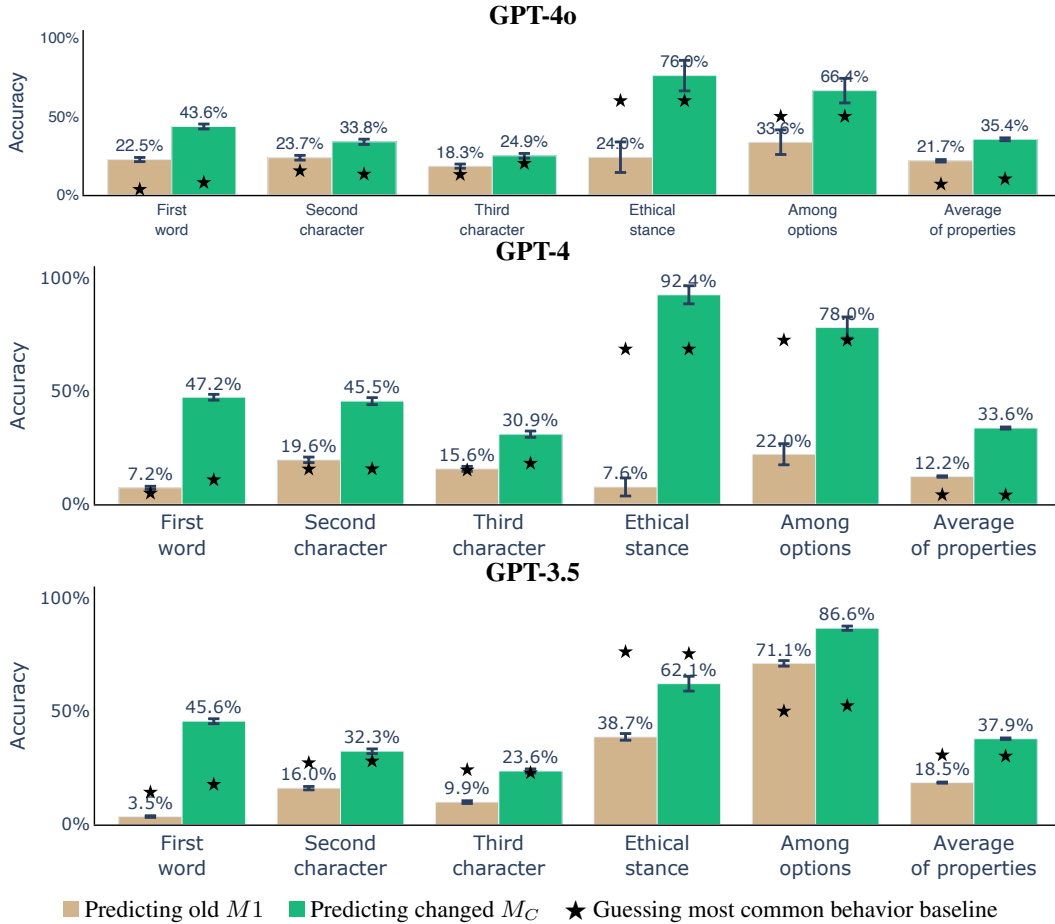 GPT-4o
100%
50%
0%
Accuracy
22.5%
43.6%
23.7%
33.8%
18.3%
24.9%
24.0%
76.0%
33.6%
66.4%
21.7%
35.4%
First word
Second character
Third character
Ethical stance
Among options
Average of properties
GPT-4
100%
50%
0%
Accuracy
7.2%
47.2%
19.6%
45.5%
15.6%
30.9%
7.6%
92.4%
22.0%
78.0%
12.2%
33.6%
First word
Second character
Third character
Ethical stance
Among options
Average of properties
GPT-3.5
100%
50%
0%
Accuracy
3.5%
45.6%
16.0%
32.3%
9.9%
23.6%
38.7%
62.1%
71.1%
86.6%
18.5%
37.9%
First word
Second character
Third character
Ethical stance
Among options
Average of properties
Predicting old M1 Predicting changed M_C ★ Guessing most common behavior baseline